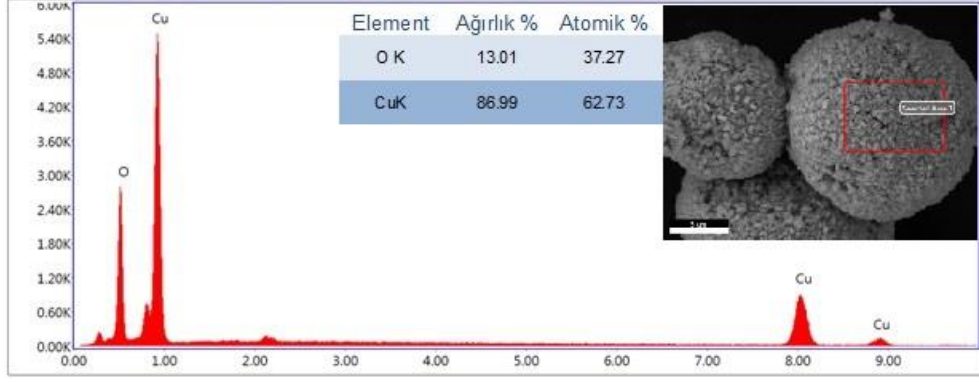 6.00K
5.40K
4.80K
4.20K
3.60K
3.00K
2.40K
1.80K
1.20K
0.60K
0.00K
Cu
O
Element Ağırlık % Atomik %
O K 13.01 37.27
CuK 86.99 62.73
5 µm
Cu
Cu
0.00 1.00 2.00 3.00 4.00 5.00 6.00 7.00 8.00 9.00